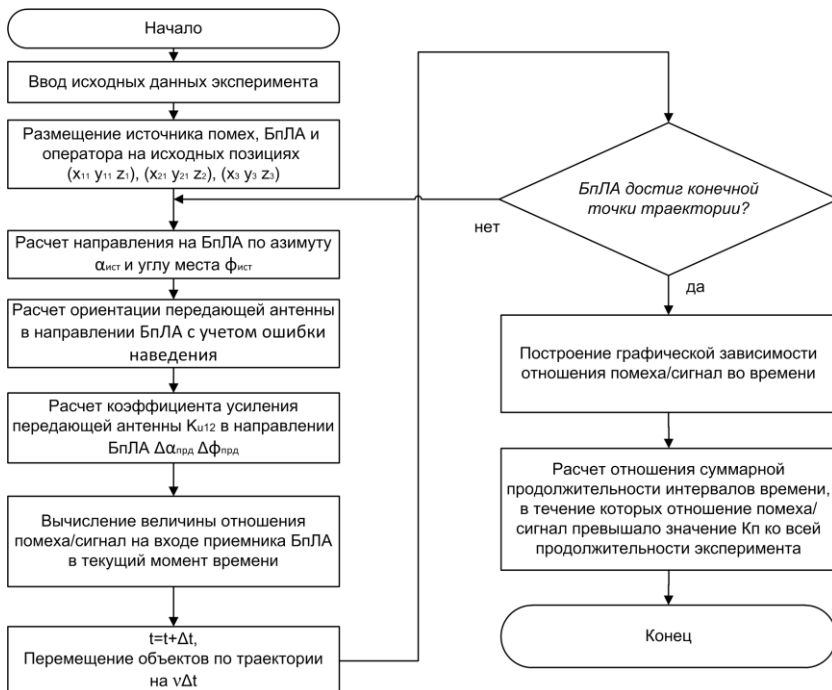 Начало
Ввод исходных данных эксперимента
Размещение источника помех, БпЛА и
оператора на исходных позициях
(x₁₁ y₁₁ z₁), (x₂₁ y₂₁ z₂), (x₃ y₃ z₃)
Расчет направления на БпЛА по азимуту
αист и углу места ϕист
Расчет ориентации передающей антенны
в направлении БпЛА с учетом ошибки
наведения
Расчет коэффициента усиления
передающей антенны Kᵤ₁₂ в направлении
БпЛА Δαпрд Δϕпрд
Вычисление величины отношения
помеха/сигнал на входе приемника БпЛА
в текущий момент времени
t=t+Δt,
Перемещение объектов по траектории
на vΔt
БпЛА достиг конечной
точки траектории?
нет
да
Построение графической зависимости
отношения помеха/сигнал во времени
Расчет отношения суммарной
продолжительности интервалов времени,
в течение которых отношение помеха/
сигнал превышало значение Кп ко всей
продолжительности эксперимента
Конец